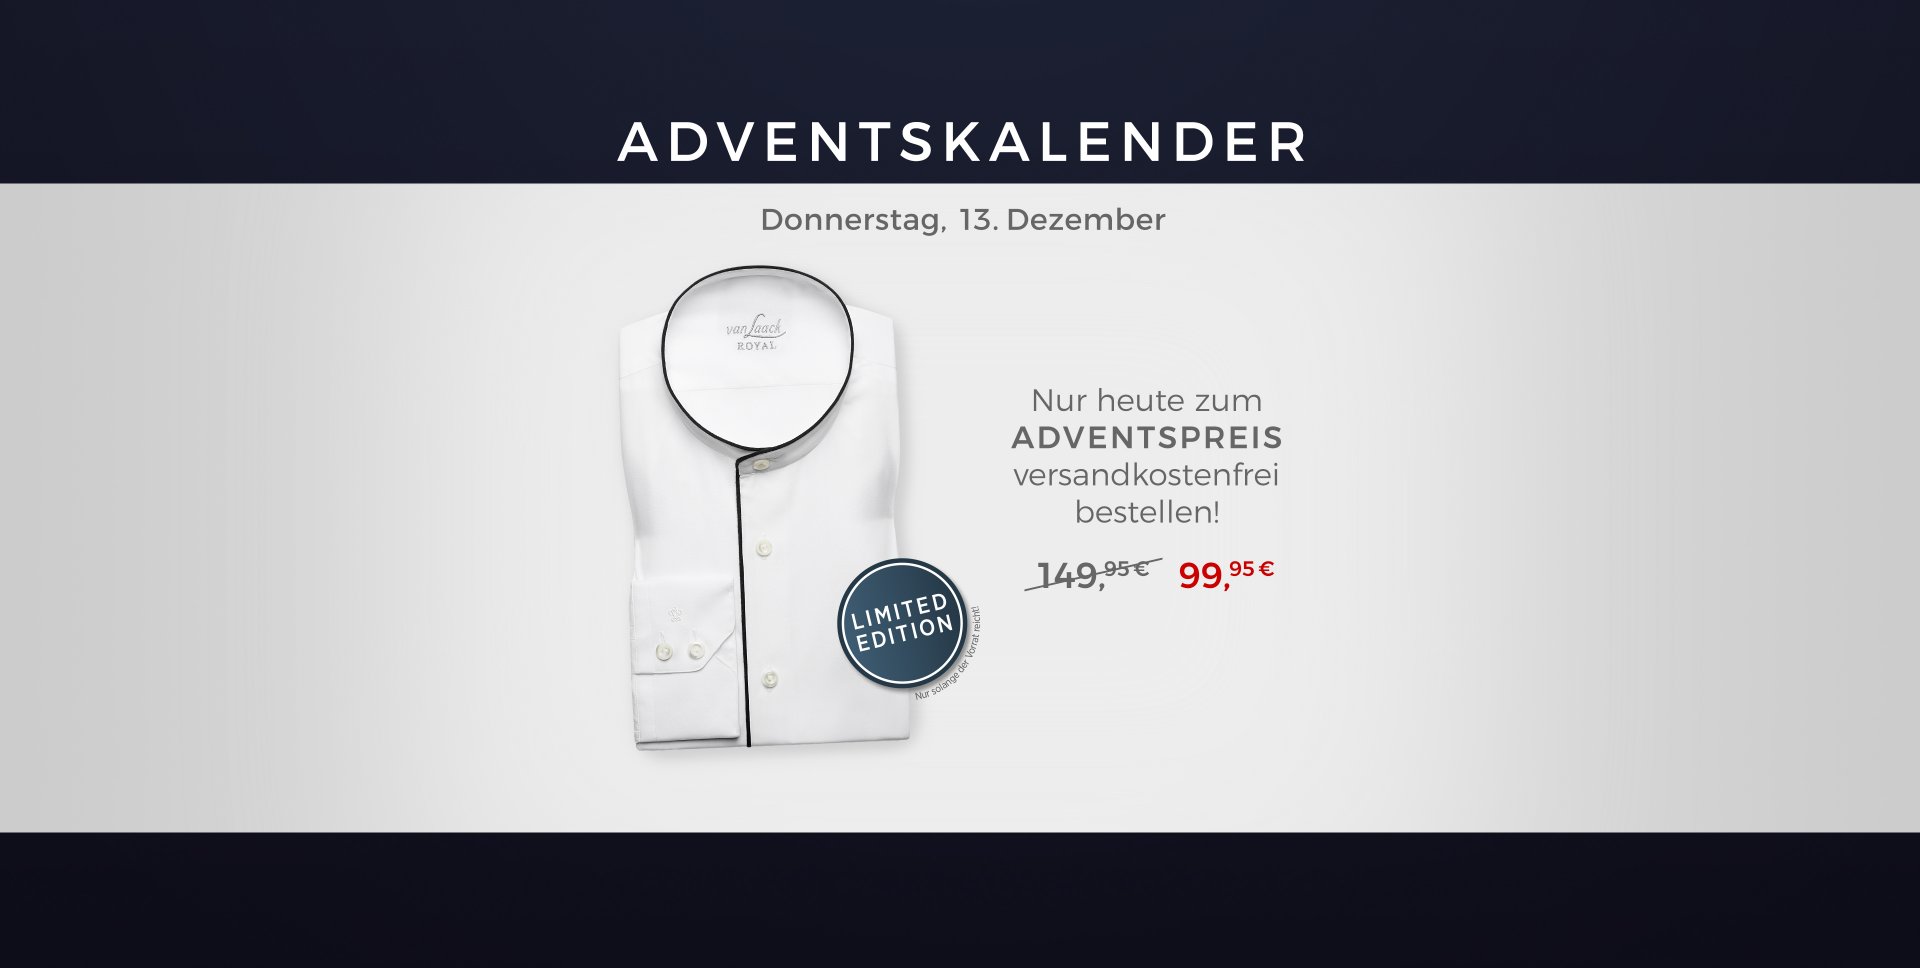 ADVENTSKALENDER
Donnerstag, 13. Dezember
van Laack
ROYAL
Nur heute zum
ADVENTSPREIS
versandkostenfrei
bestellen!
149,95 € 99,95 €
LIMITED
EDITION
Nur solange der Vorrat reicht!